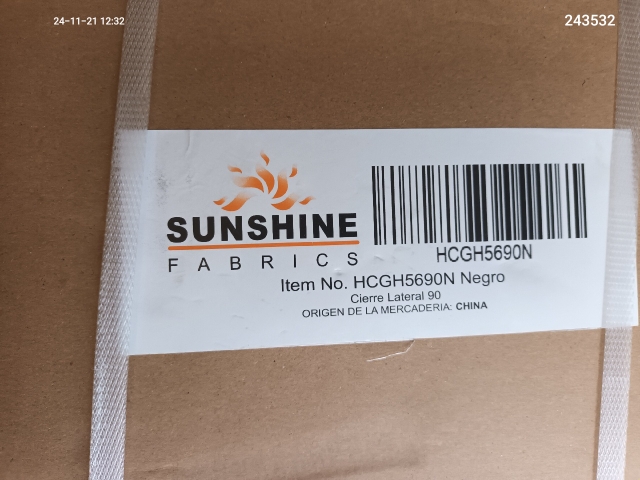 24-11-21 12:32
243532
SUNSHINE
FABRICS
HCGH5690N
Item No. HCGH5690N Negro
Cierre Lateral 90
ORIGEN DE LA MERCADERIA: CHINA